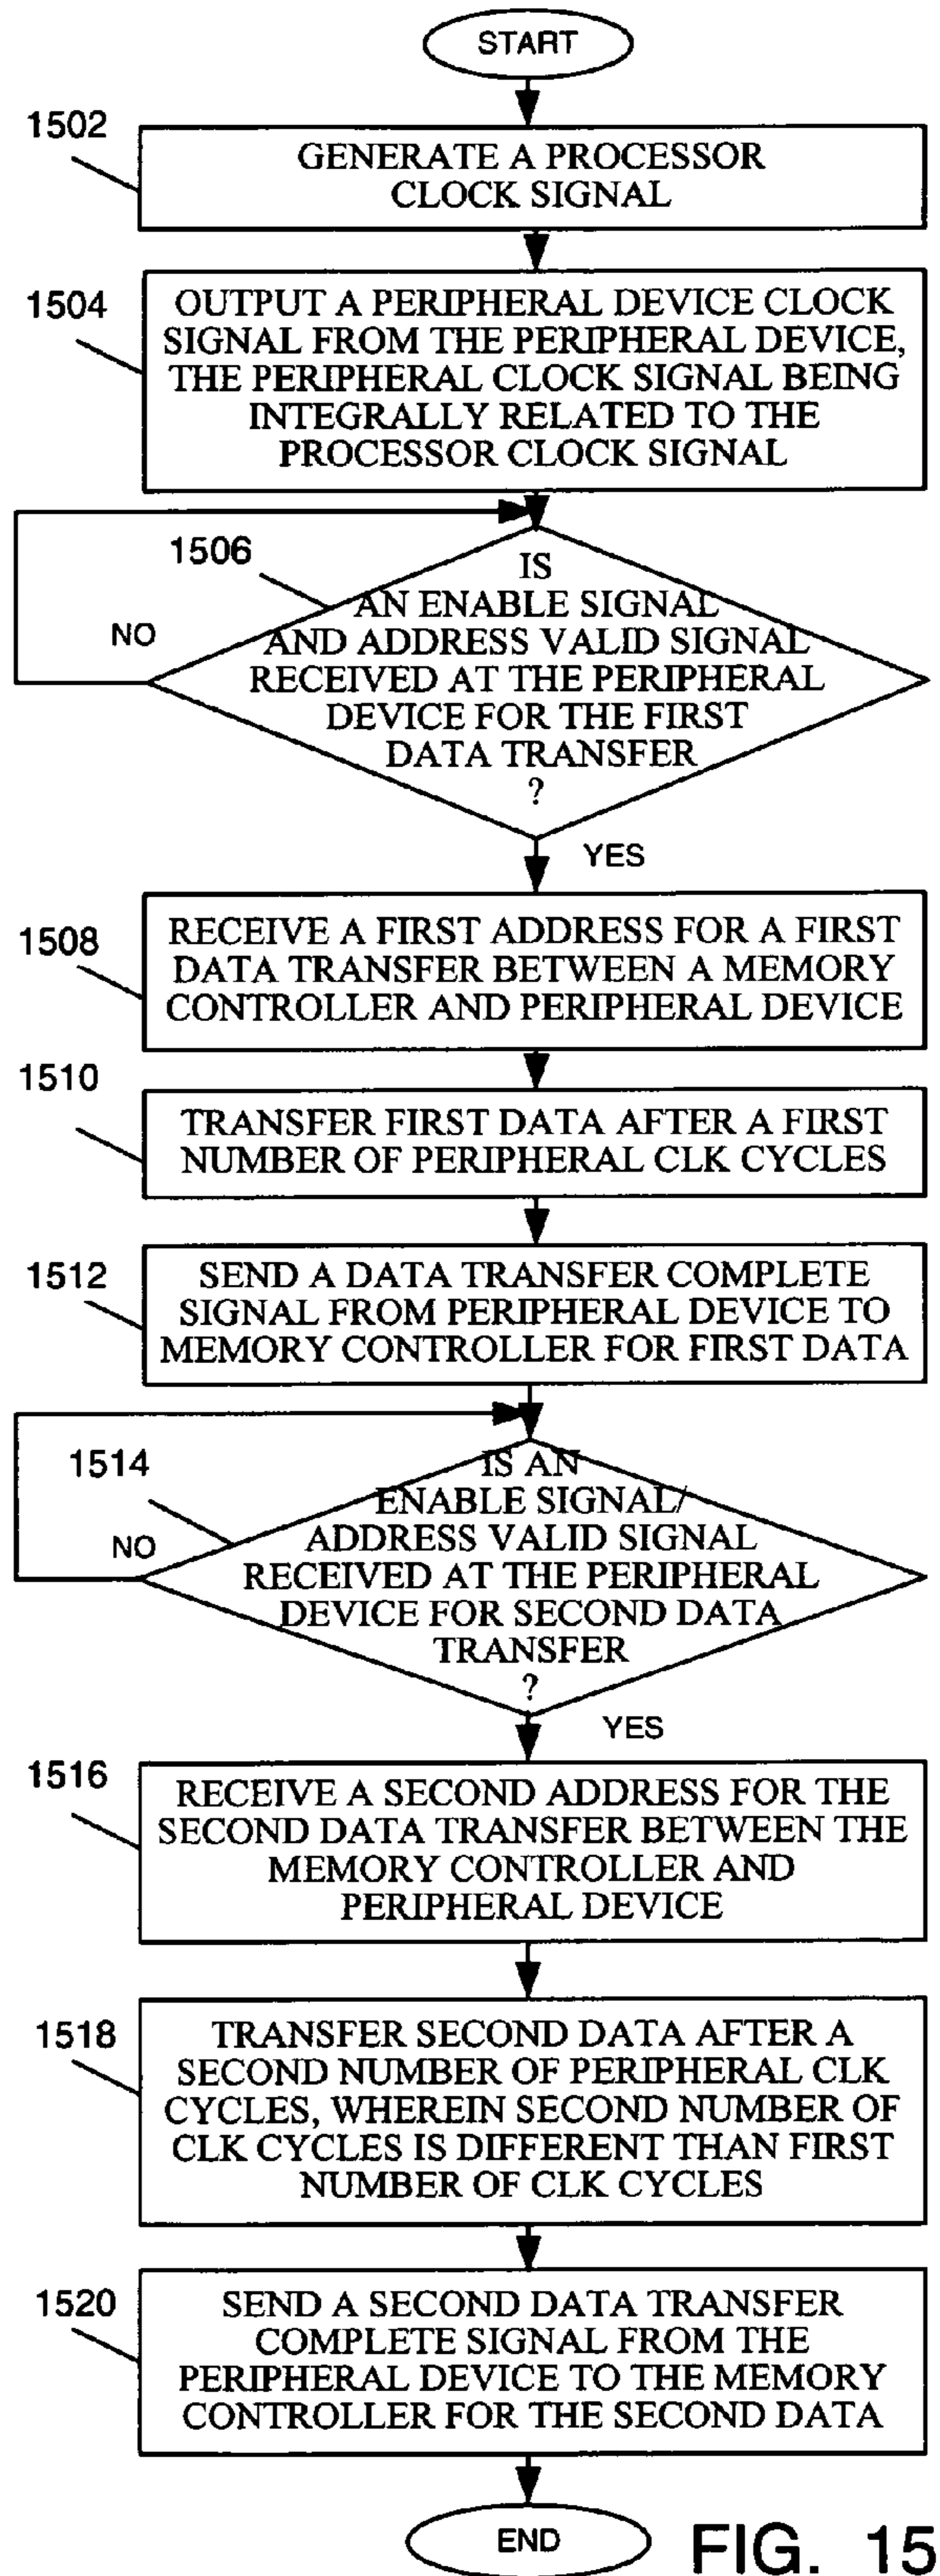 START
1502
GENERATE A PROCESSOR
CLOCK SIGNAL
1504
OUTPUT A PERIPHERAL DEVICE CLOCK
SIGNAL FROM THE PERIPHERAL DEVICE,
THE PERIPHERAL CLOCK SIGNAL BEING
INTEGRALLY RELATED TO THE
PROCESSOR CLOCK SIGNAL
1506
IS
AN ENABLE SIGNAL
NO
AND ADDRESS VALID SIGNAL
RECEIVED AT THE PERIPHERAL
DEVICE FOR THE FIRST
DATA TRANSFER
?
YES
1508
RECEIVE A FIRST ADDRESS FOR A FIRST
DATA TRANSFER BETWEEN A MEMORY
CONTROLLER AND PERIPHERAL DEVICE
1510
TRANSFER FIRST DATA AFTER A FIRST
NUMBER OF PERIPHERAL CLK CYCLES
1512
SEND A DATA TRANSFER COMPLETE
SIGNAL FROM PERIPHERAL DEVICE TO
MEMORY CONTROLLER FOR FIRST DATA
1514
IS AN
ENABLE SIGNAL/
ADDRESS VALID SIGNAL
NO
RECEIVED AT THE PERIPHERAL
DEVICE FOR SECOND DATA
TRANSFER
?
YES
1516
RECEIVE A SECOND ADDRESS FOR THE
SECOND DATA TRANSFER BETWEEN THE
MEMORY CONTROLLER AND
PERIPHERAL DEVICE
1518
TRANSFER SECOND DATA AFTER A
SECOND NUMBER OF PERIPHERAL CLK
CYCLES, WHEREIN SECOND NUMBER OF
CLK CYCLES IS DIFFERENT THAN FIRST
NUMBER OF CLK CYCLES
1520
SEND A SECOND DATA TRANSFER
COMPLETE SIGNAL FROM THE
PERIPHERAL DEVICE TO THE MEMORY
CONTROLLER FOR THE SECOND DATA
END
FIG. 15